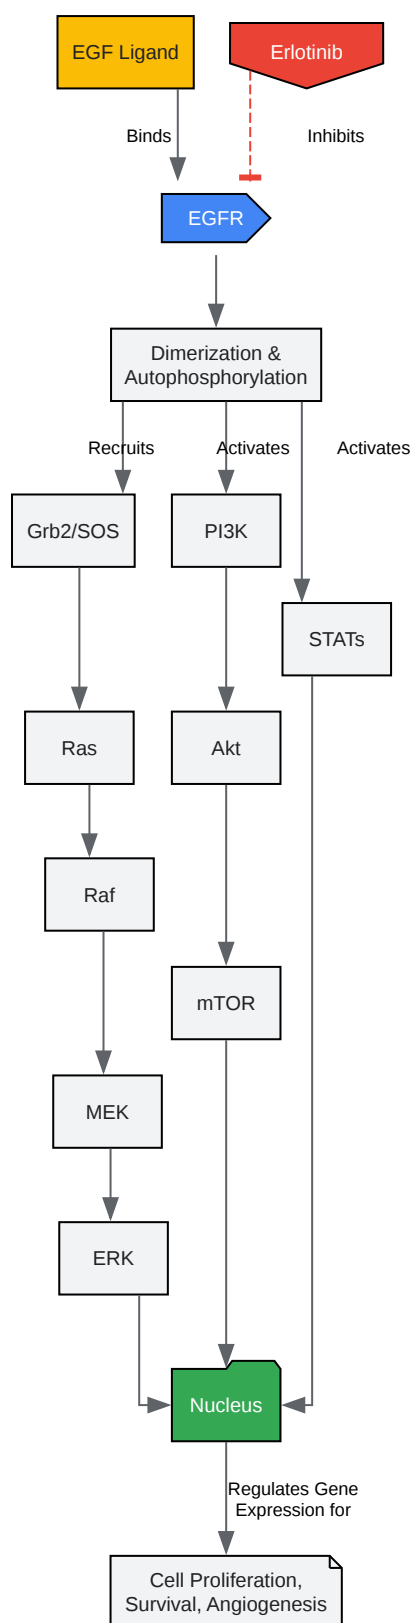 EGF Ligand
Erlotinib
Binds
Inhibits
EGFR
Dimerization &
Autophosphorylation
Recruits
Activates
Activates
Grb2/SOS
PI3K
STATs
Ras
Akt
Raf
mTOR
MEK
ERK
Nucleus
Regulates Gene
Expression for
Cell Proliferation,
Survival, Angiogenesis